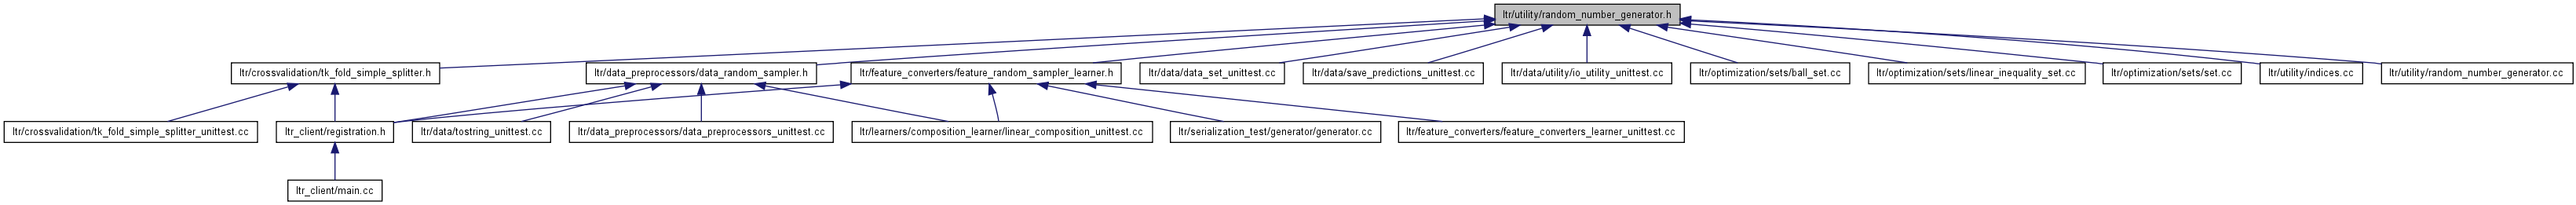 ltr/utility/random_number_generator.h
ltr/crossvalidation/tk_fold_simple_splitter.h
ltr/data_preprocessors/data_random_sampler.h
ltr/feature_converters/feature_random_sampler_learner.h
ltr/data/data_set_unittest.cc
ltr/data/save_predictions_unittest.cc
ltr/data/utility/io_utility_unittest.cc
ltr/optimization/sets/ball_set.cc
ltr/optimization/sets/linear_inequality_set.cc
ltr/optimization/sets/set.cc
ltr/utility/indices.cc
ltr/utility/random_number_generator.cc
ltr/crossvalidation/tk_fold_simple_splitter_unittest.cc
ltr_client/registration.h
ltr/data/tostring_unittest.cc
ltr/data_preprocessors/data_preprocessors_unittest.cc
ltr/learners/composition_learner/linear_composition_unittest.cc
ltr/serialization_test/generator/generator.cc
ltr/feature_converters/feature_converters_learner_unittest.cc
ltr_client/main.cc